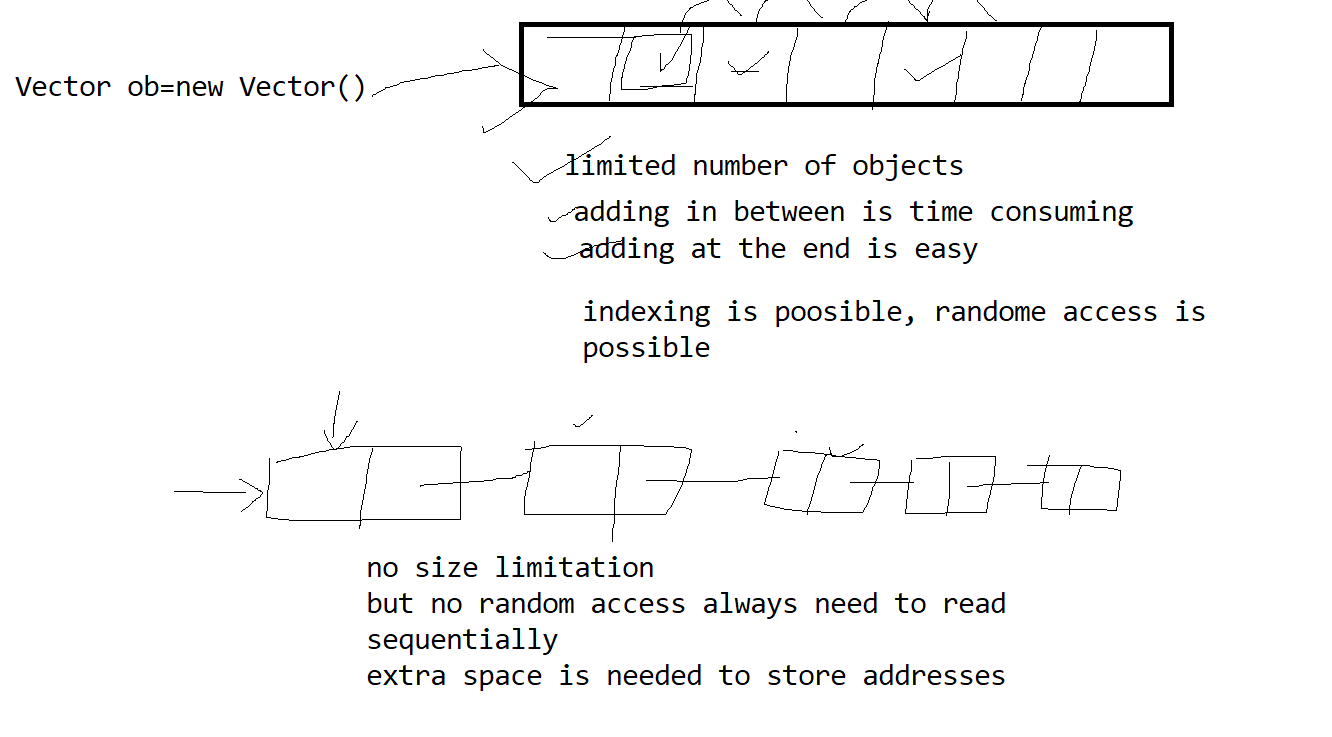 Vector ob=new Vector()
limited number of objects
adding in between is time consuming
adding at the end is easy
indexing is poosible, randome access is
possible
no size limitation
but no random access always need to read
sequentially
extra space is needed to store addresses